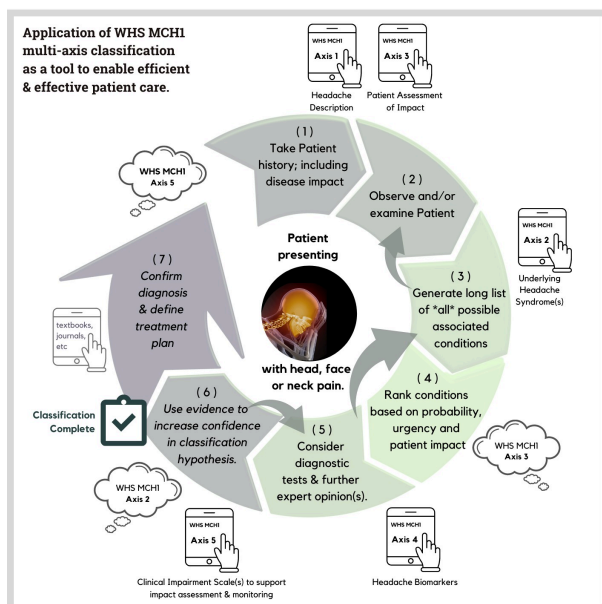 Application of WHS MCH1
multi-axis classification
as a tool to enable efficient
& effective patient care.
WHS MCH1
Axis 1
Headache
Description
WHS MCH1
Axis 3
Patient Assessment
of Impact
( 1 )
Take Patient
history; including
disease impact
( 2 )
Observe and/or
examine Patient
WHS MCH1
Axis 2
Underlying
Headache
Syndrome(s)
( 3 )
Generate long list
of *all* possible
associated
conditions
( 4 )
Rank conditions
based on probability,
urgency and
patient impact
WHS MCH1
Axis 3
( 5 )
Consider
diagnostic
tests & further
expert opinion(s).
WHS MCH1
Axis 4
Headache Biomarkers
( 6 )
Use evidence to
increase confidence
in classification
hypothesis.
WHS MCH1
Axis 5
Clinical Impairment Scale(s) to support
impact assessment & monitoring
WHS MCH1
Axis 2
Classification
Complete
( 7 )
Confirm
diagnosis
& define
treatment
plan
textbooks,
journals,
etc
WHS MCH1
Axis 5
Patient
presenting
with head, face
or neck pain.